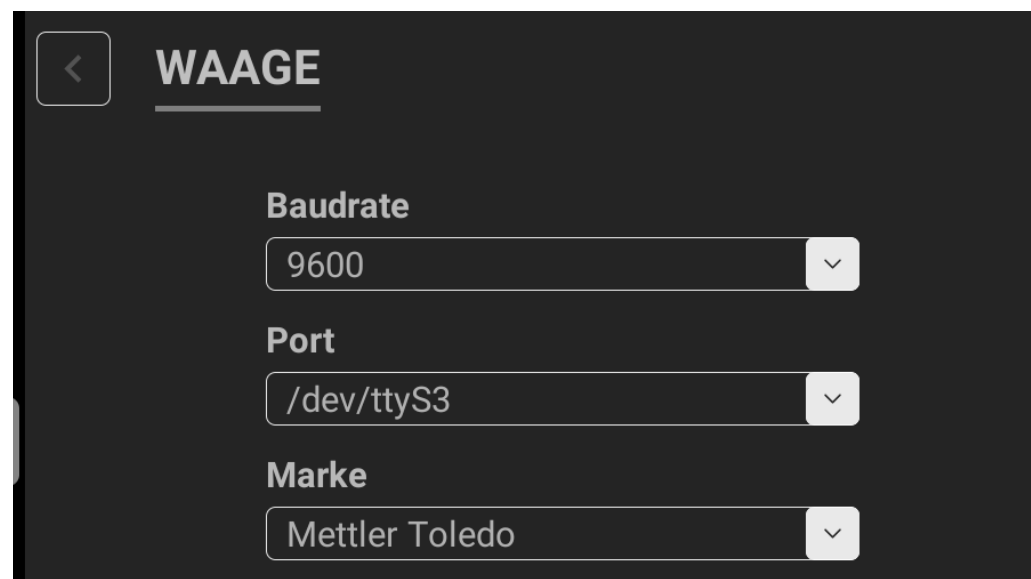 WAAGE
Baudrate
9600
Port
/dev/ttyS3
Marke
Mettler Toledo